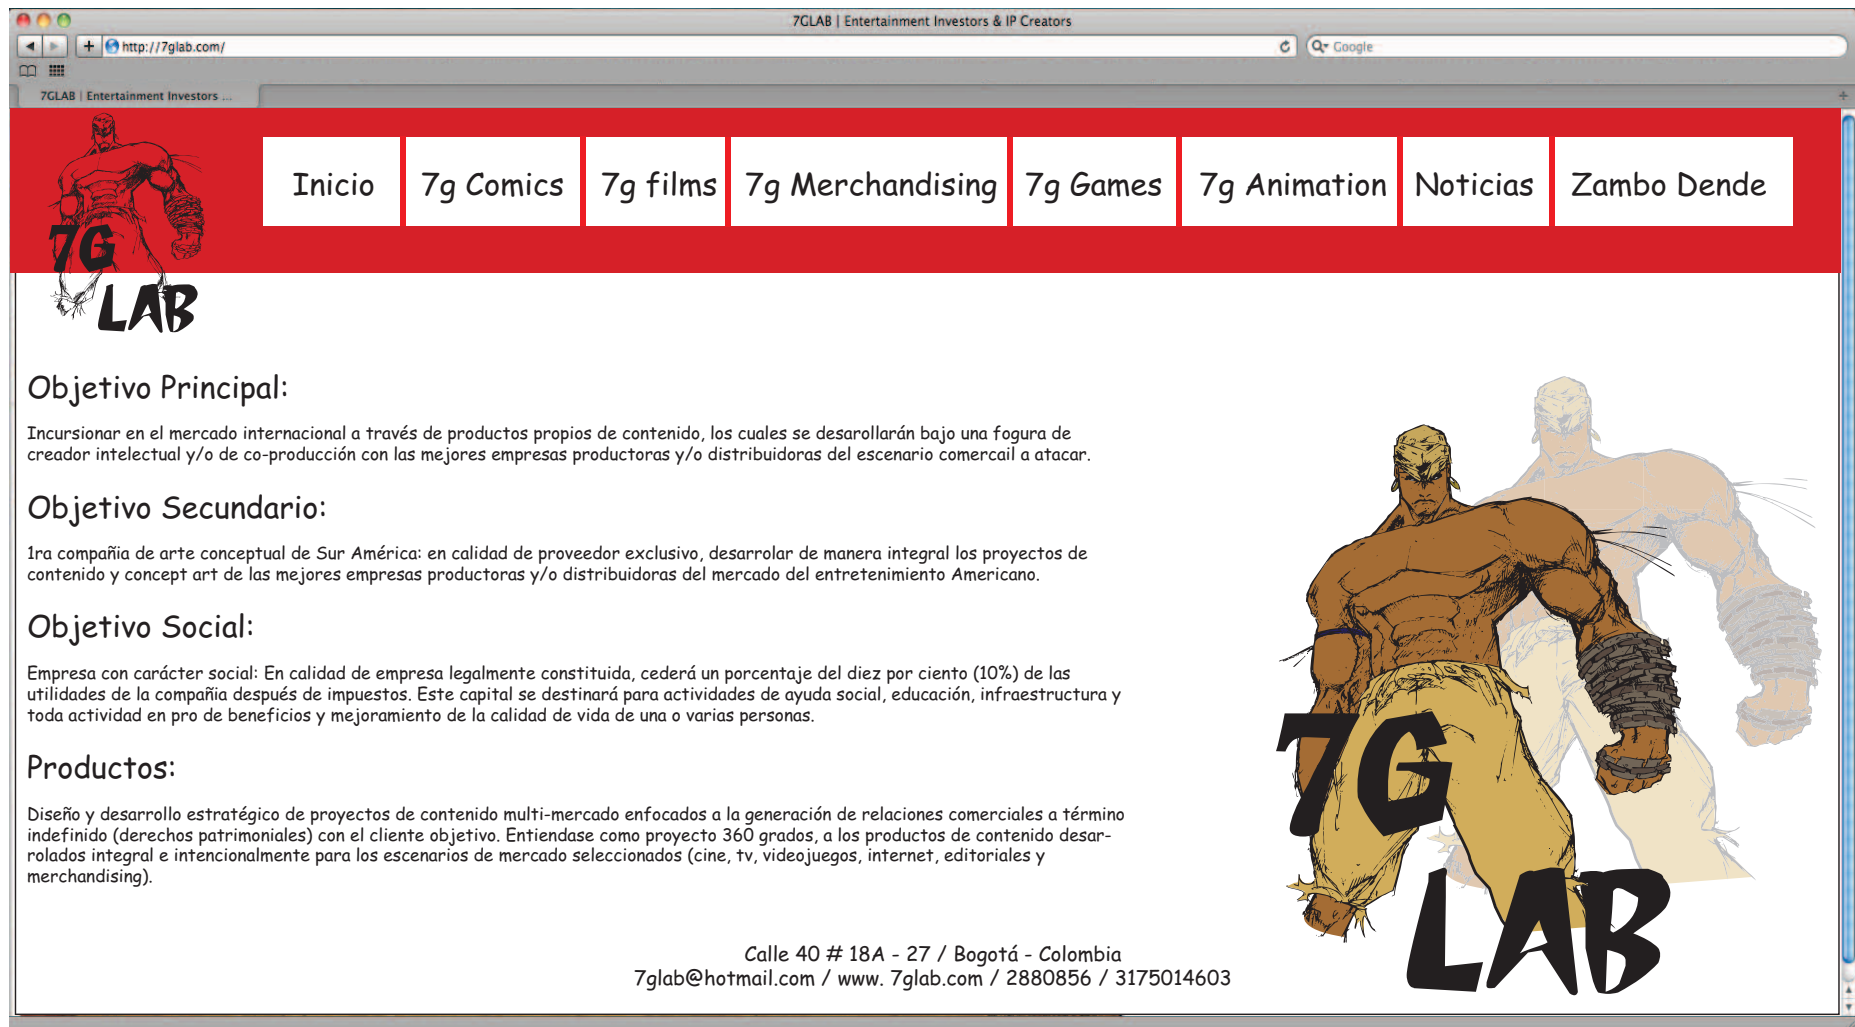 7GLAB | Entertainment Investors & IP Creators
http://7glab.com/
Google
7GLAB | Entertainment Investors ...
7G
LAB
Inicio
7g Comics
7g films
7g Merchandising
7g Games
7g Animation
Noticias
Zambo Dende
Objetivo Principal:
Incursionar en el mercado internacional a través de productos propios de contenido, los cuales se desarollarán bajo una fogura de
creador intelectual y/o de co-producción con las mejores empresas productoras y/o distribuidoras del escenario comercail a atacar.
Objetivo Secundario:
1ra compañia de arte conceptual de Sur América: en calidad de proveedor exclusivo, desarrolar de manera integral los proyectos de
contenido y concept art de las mejores empresas productoras y/o distribuidoras del mercado del entretenimiento Americano.
Objetivo Social:
Empresa con carácter social: En calidad de empresa legalmente constituida, cederá un porcentaje del diez por ciento (10%) de las
utilidades de la compañia después de impuestos. Este capital se destinará para actividades de ayuda social, educación, infraestructura y
toda actividad en pro de beneficios y mejoramiento de la calidad de vida de una o varias personas.
Productos:
Diseño y desarrollo estratégico de proyectos de contenido multi-mercado enfocados a la generación de relaciones comerciales a término
indefinido (derechos patrimoniales) con el cliente objetivo. Entiendase como proyecto 360 grados, a los productos de contenido desar-
rolados integral e intencionalmente para los escenarios de mercado seleccionados (cine, tv, videojuegos, internet, editoriales y
merchandising).
7G
LAB
Calle 40 # 18A - 27 / Bogotá - Colombia
7glab@hotmail.com / www. 7glab.com / 2880856 / 3175014603